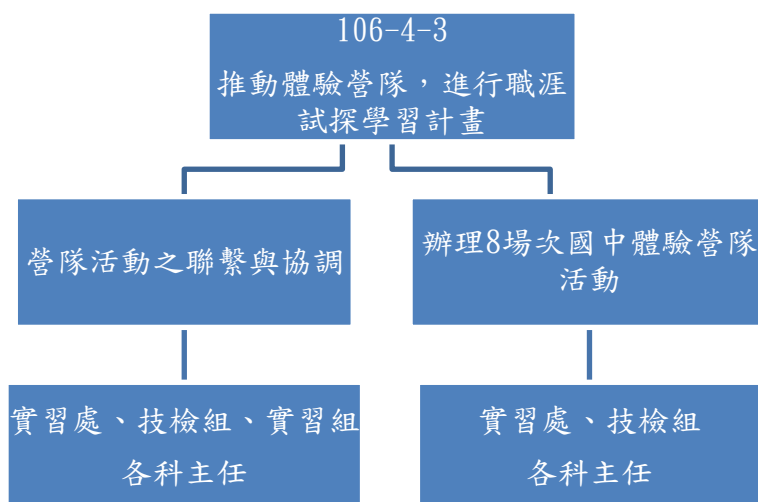 106-4-3
推動體驗營隊，進行職涯
試探學習計畫
營隊活動之聯繫與協調
辦理8場次國中體驗營隊
活動
實習處、技檢組、實習組
各科主任
實習處、技檢組
各科主任